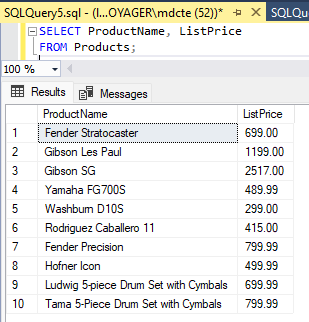 SQLQuery5.sql - (l...OYAGER\mdcte (52))* SQLQue
SELECT ProductName, ListPrice
FROM Products;
100 %
Results Messages
ProductName ListPrice
1 Fender Stratocaster 699.00
2 Gibson Les Paul 1199.00
3 Gibson SG 2517.00
4 Yamaha FG700S 489.99
5 Washburn D10S 299.00
6 Rodriguez Caballero 11 415.00
7 Fender Precision 799.99
8 Hofner Icon 499.99
9 Ludwig 5-piece Drum Set with Cymbals 699.99
10 Tama 5-Piece Drum Set with Cymbals 799.99